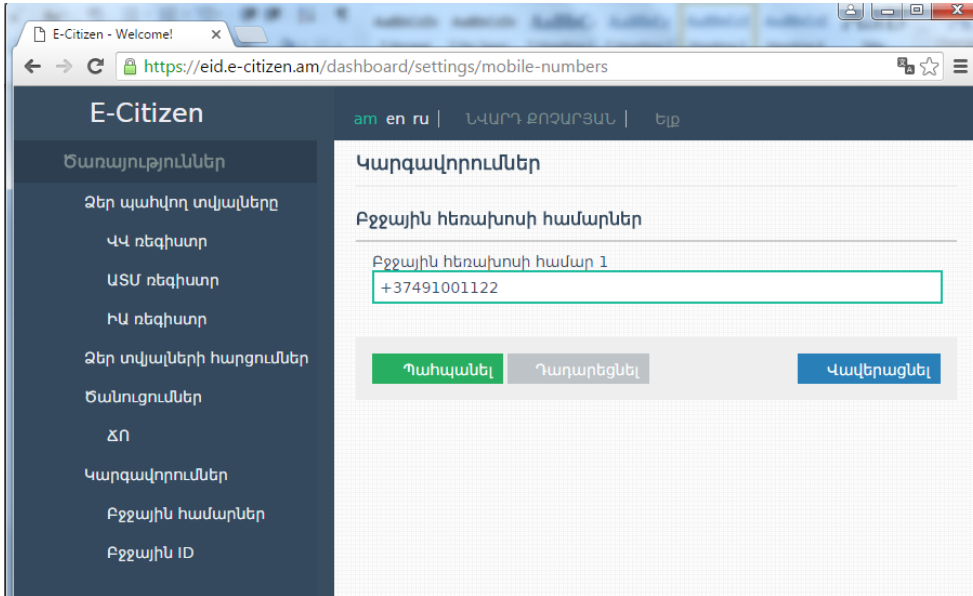 E-Citizen - Welcome!
https://eid.e-citizen.am/dashboard/settings/mobile-numbers
E-Citizen
am en ru | ՆՎԱՐԴ ՔՈՉԱՐՅԱՆ | Ելք
Ծառայություններ
Ձեր պահվող տվյալները
ՎՎ ռեգիստր
ԱՏՄ ռեգիստր
ԻԱ ռեգիստր
Ձեր տվյալների հարցումներ
Ծանուցումներ
ՃՈ
Կարգավորումներ
Բջջային համարներ
Բջջային ID
Կարգավորումներ
Բջջային հեռախոսի համարներ
Բջջային հեռախոսի համար 1
+37491001122
Պահպանել
Դադարեցնել
Վավերացնել